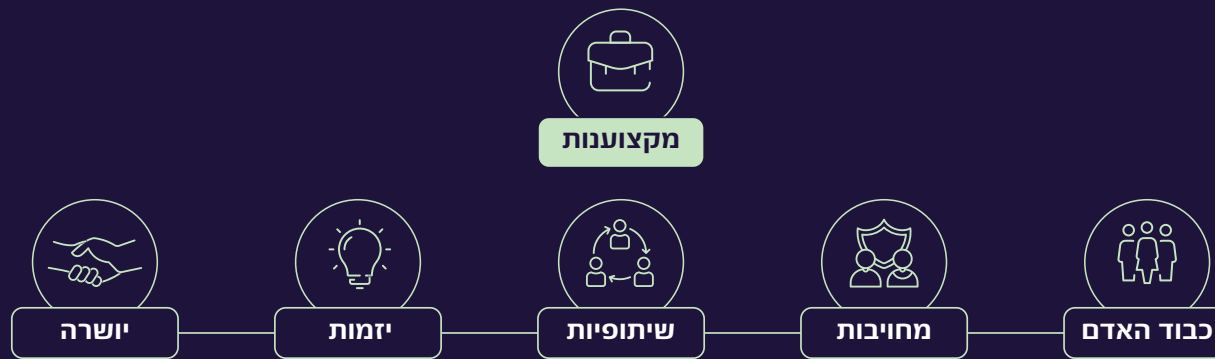 מקצוענות
כבוד האדם
מחויבות
שיתופיות
יזמות
יושרה